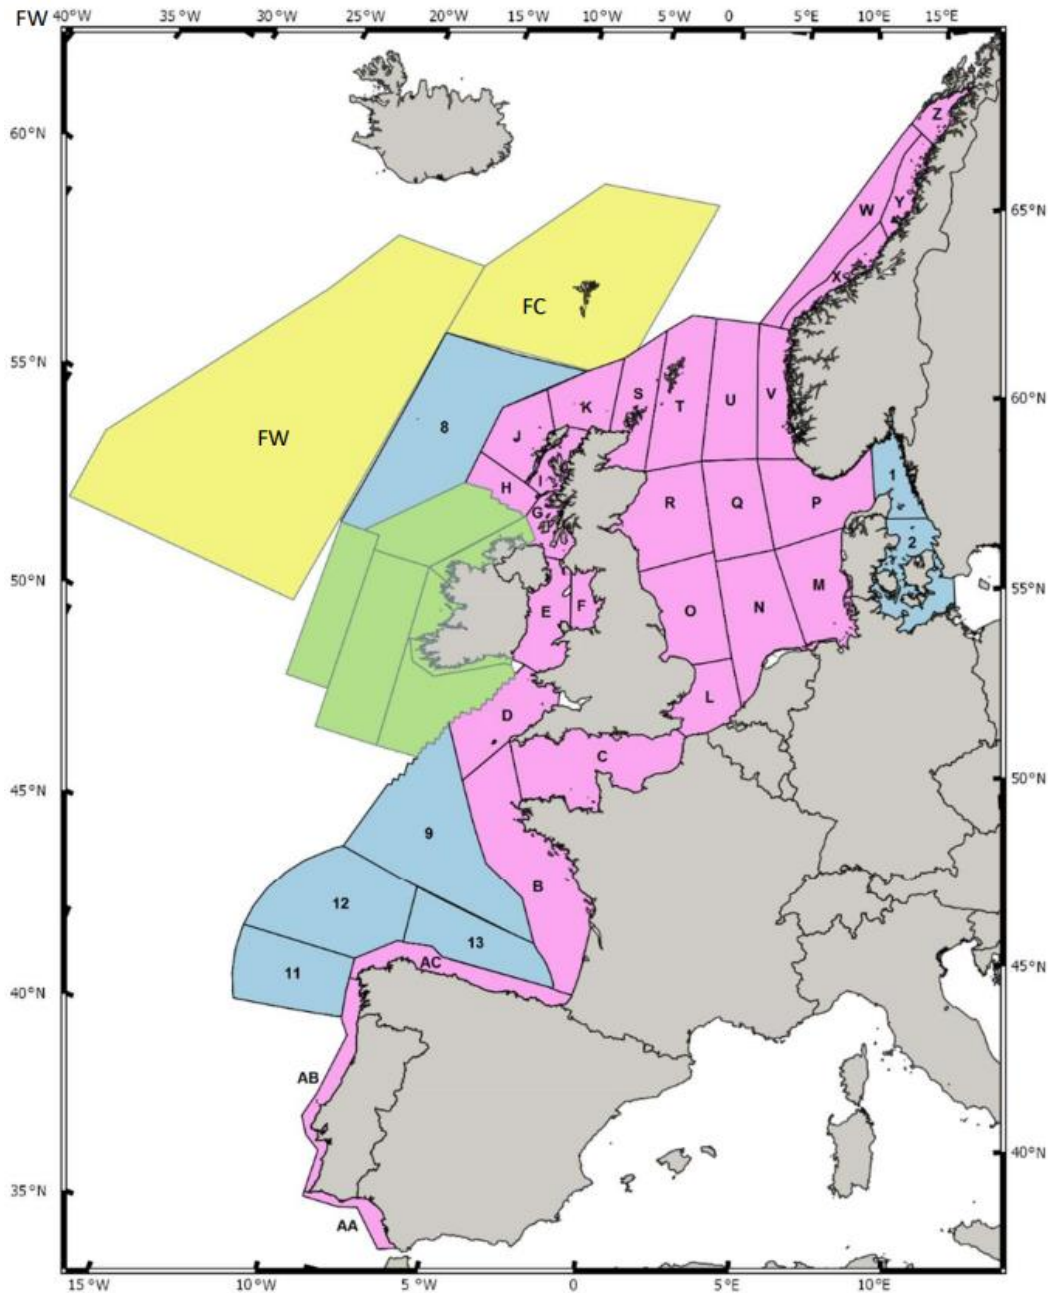 FW
40°W 35°W 30°W 25°W 20°W 15°W 10°W 5°W 0 5°E 10°E 15°E
Z
60°N
W Y 65°N
X
FC
55°N
S
K T U V 60°N
8
FW J
I
H 1
R Q P
G
2
50°N
M 55°N
E F O N
L
D
C
45°N 50°N
9
B
12
13
AC
11 45°N
40°N
AB
40°N
35°N
AA
15°W 10°W 5°W 0 5°E 10°E